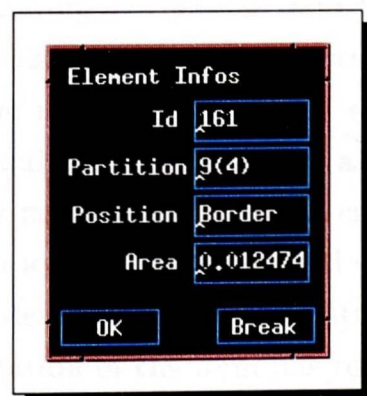 Element Infos
Id 161
Partition 9(4)
Position Border
Area 0.012474
OK Break